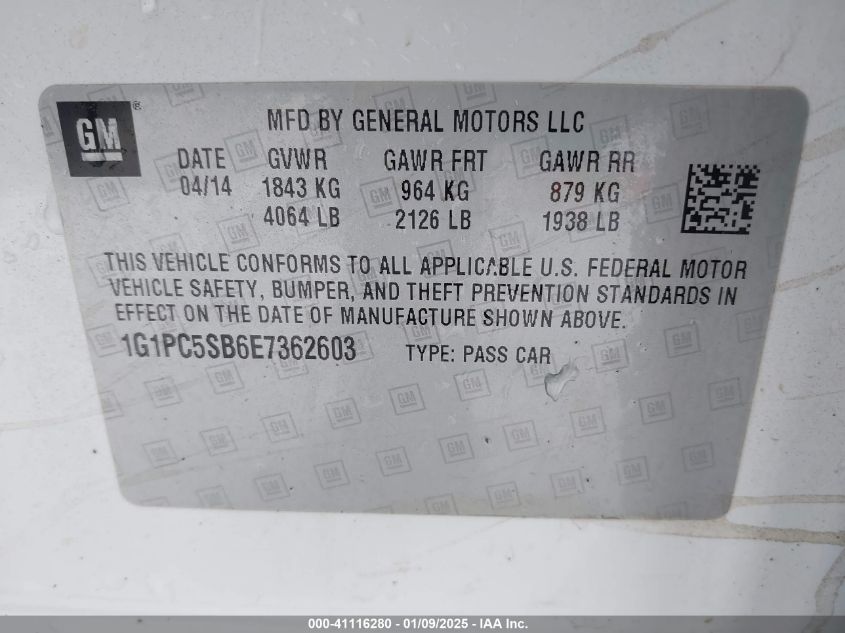 GM ®
MFD BY GENERAL MOTORS LLC
DATE GVWR GAWR FRT GAWR RR
04/14 1843 KG 964 KG 879 KG
4064 LB 2126 LB 1938 LB
THIS VEHICLE CONFORMS TO ALL APPLICABLE U.S. FEDERAL MOTOR
VEHICLE SAFETY, BUMPER, AND THEFT PREVENTION STANDARDS IN
EFFECT ON THE DATE OF MANUFACTURE SHOWN ABOVE.
1G1PC5SB6E7362603 TYPE: PASS CAR
000-41116280 - 01/09/2025 - IAA Inc.